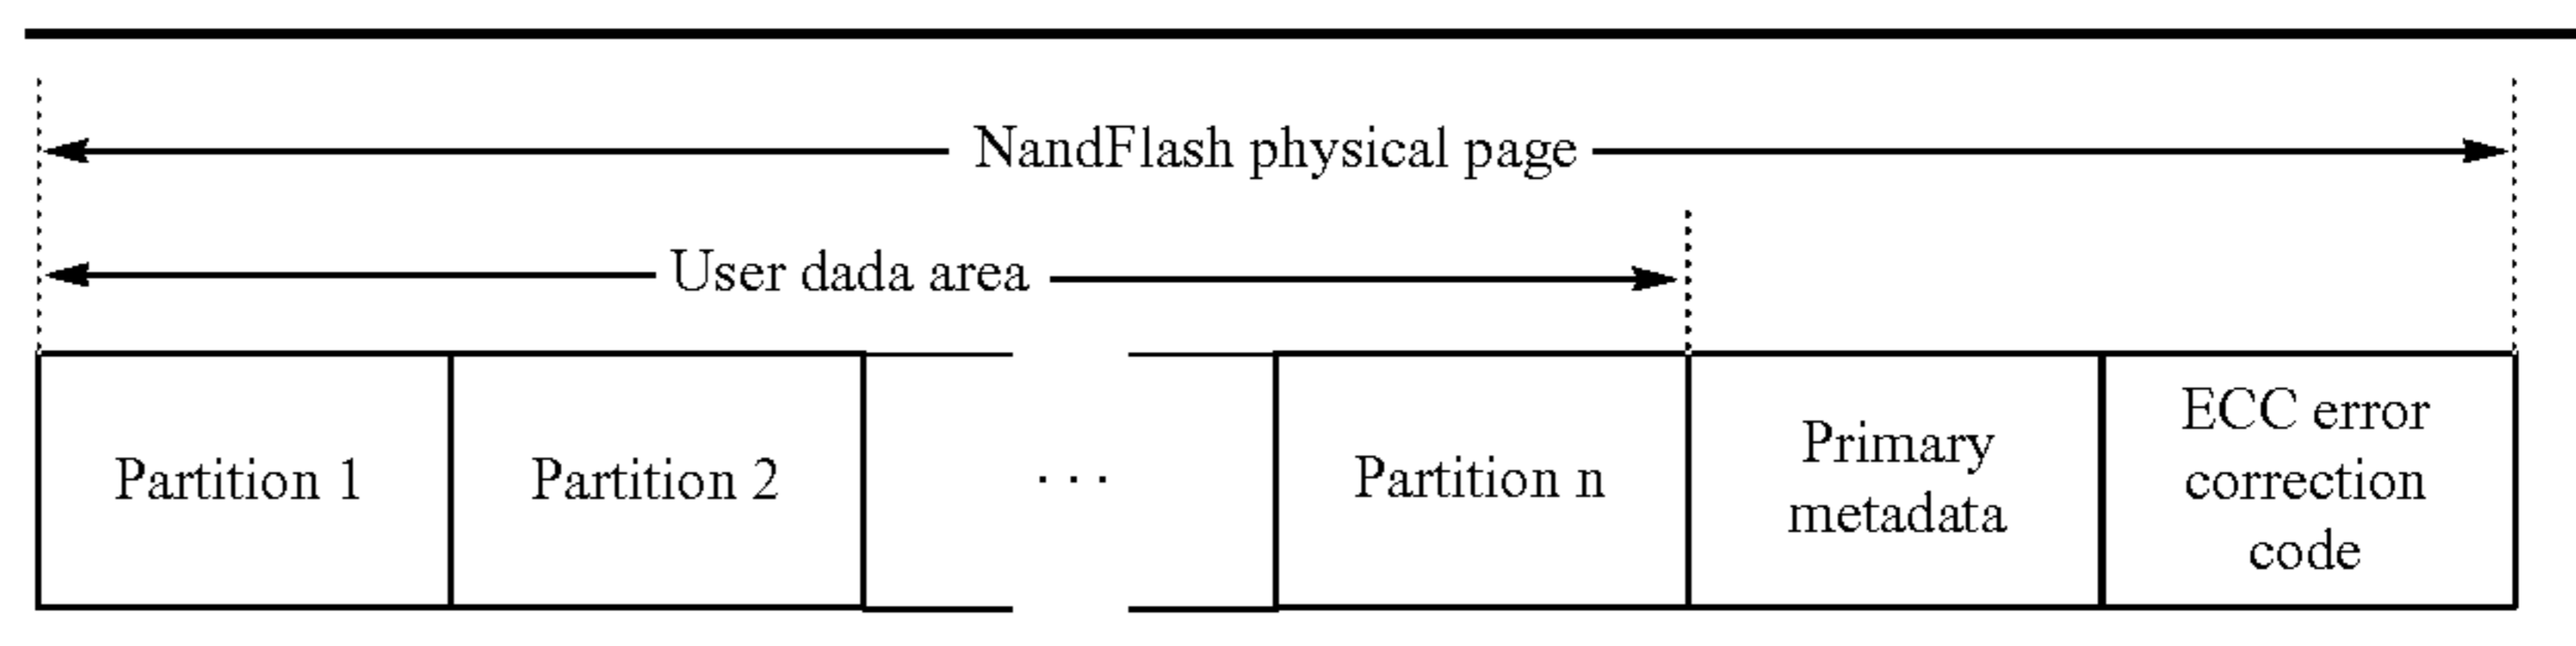 NandFlash physical page
User dada area
Partition 1
Partition 2
. . .
Partition n
Primary
metadata
ECC error
correction
code